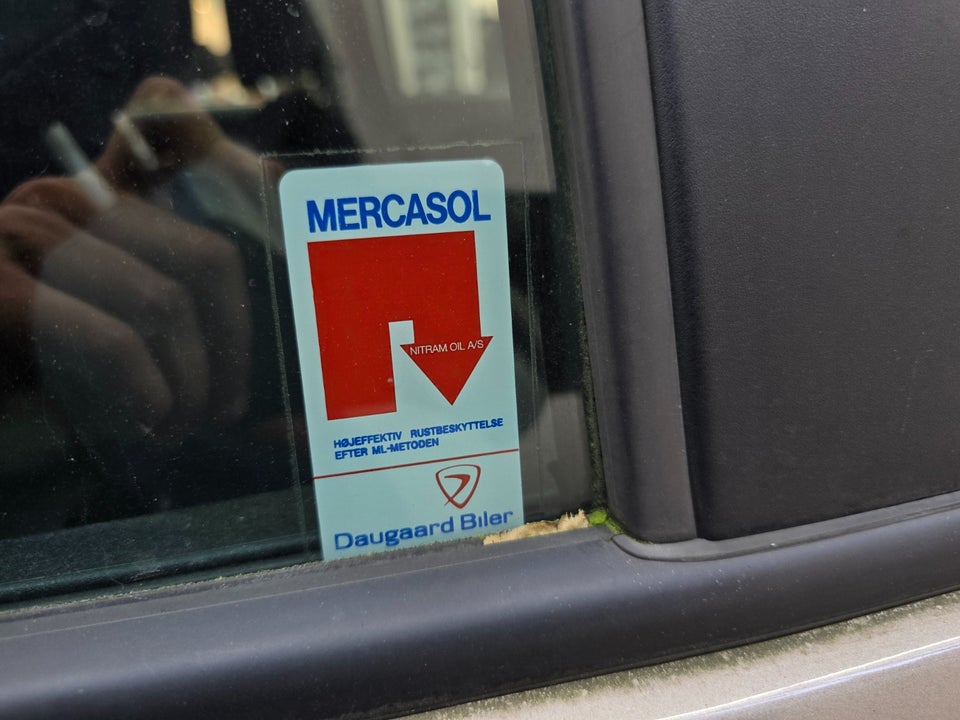 MERCASOL
NITRAM OIL A/S
HØJEFFEKTIV RUSTBESKYTTELSE
EFTER ML-METODEN
Daugaard Biler